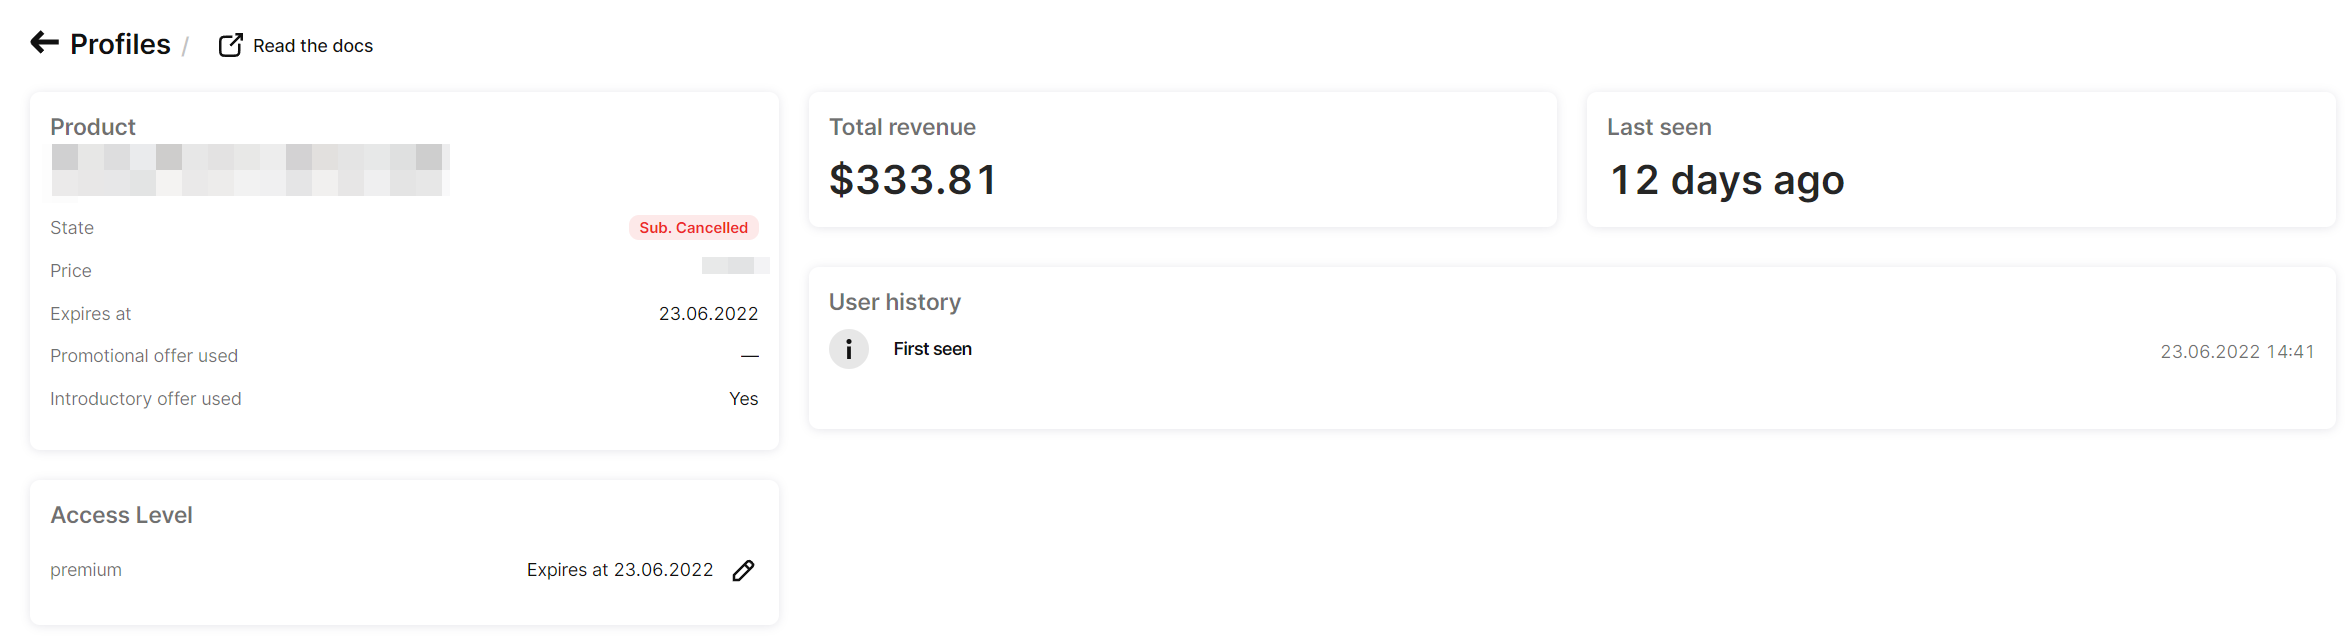 Profiles / Read the docs
Product
State Sub. Cancelled
Price
Expires at 23.06.2022
Promotional offer used —
Introductory offer used Yes
Access Level
premium Expires at 23.06.2022
Total revenue
$333.81
Last seen
12 days ago
User history
First seen 23.06.2022 14:41